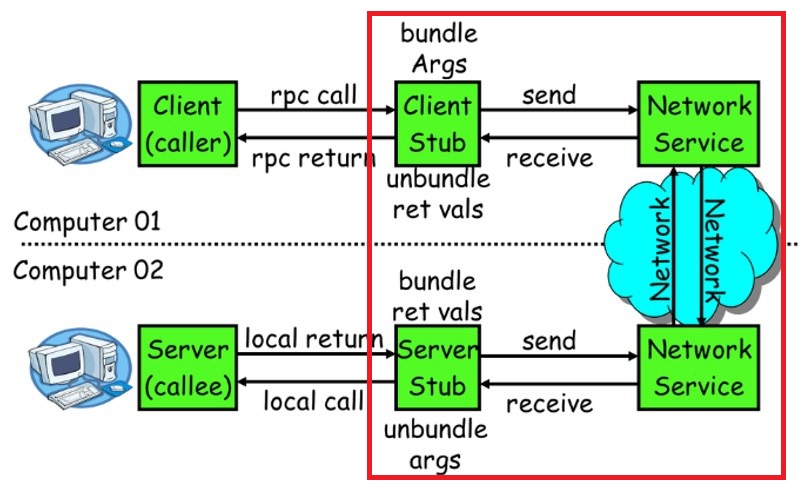 bundle
Args
Client
(caller)
rpc call
rpc return
Client
Stub
send
receive
Network
Service
unbundle
ret vals
Computer 01
Network
Network
Computer 02
bundle
ret vals
Server
(callee)
local return
local call
Server
Stub
send
receive
Network
Service
unbundle
args